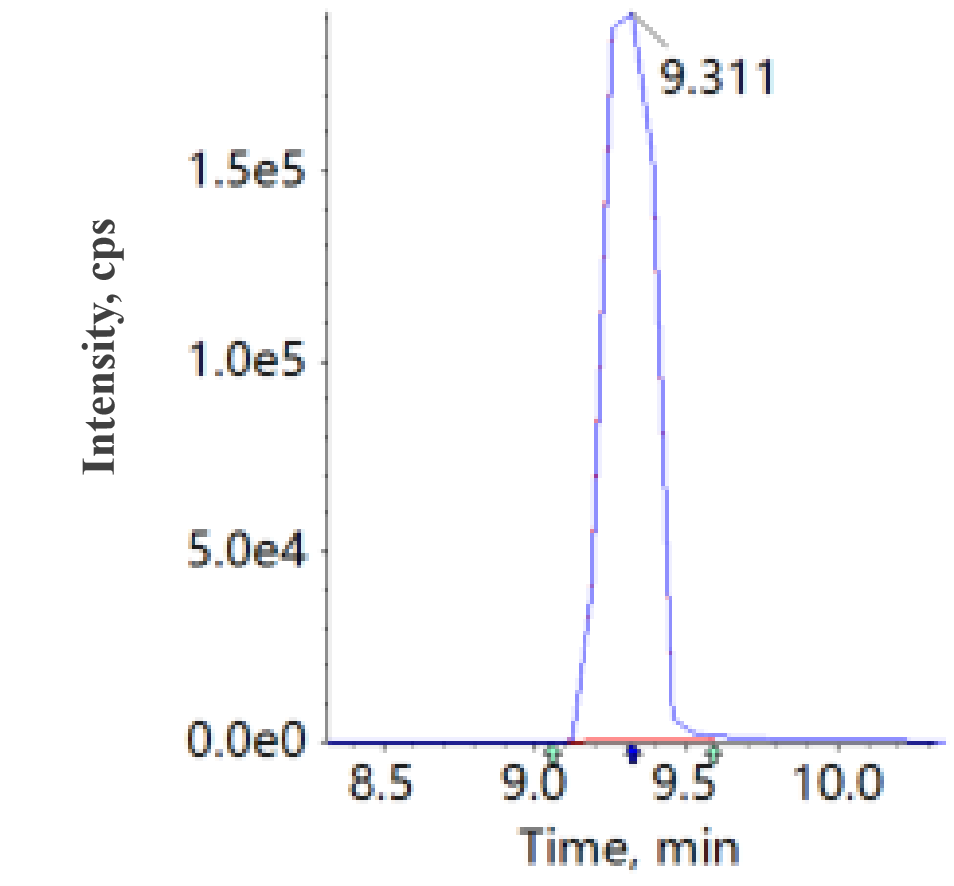 9.311
1.5e5
1.0e5
5.0e4
0.0e0
Intensity, cps
8.5 9.0 9.5 10.0
Time, min